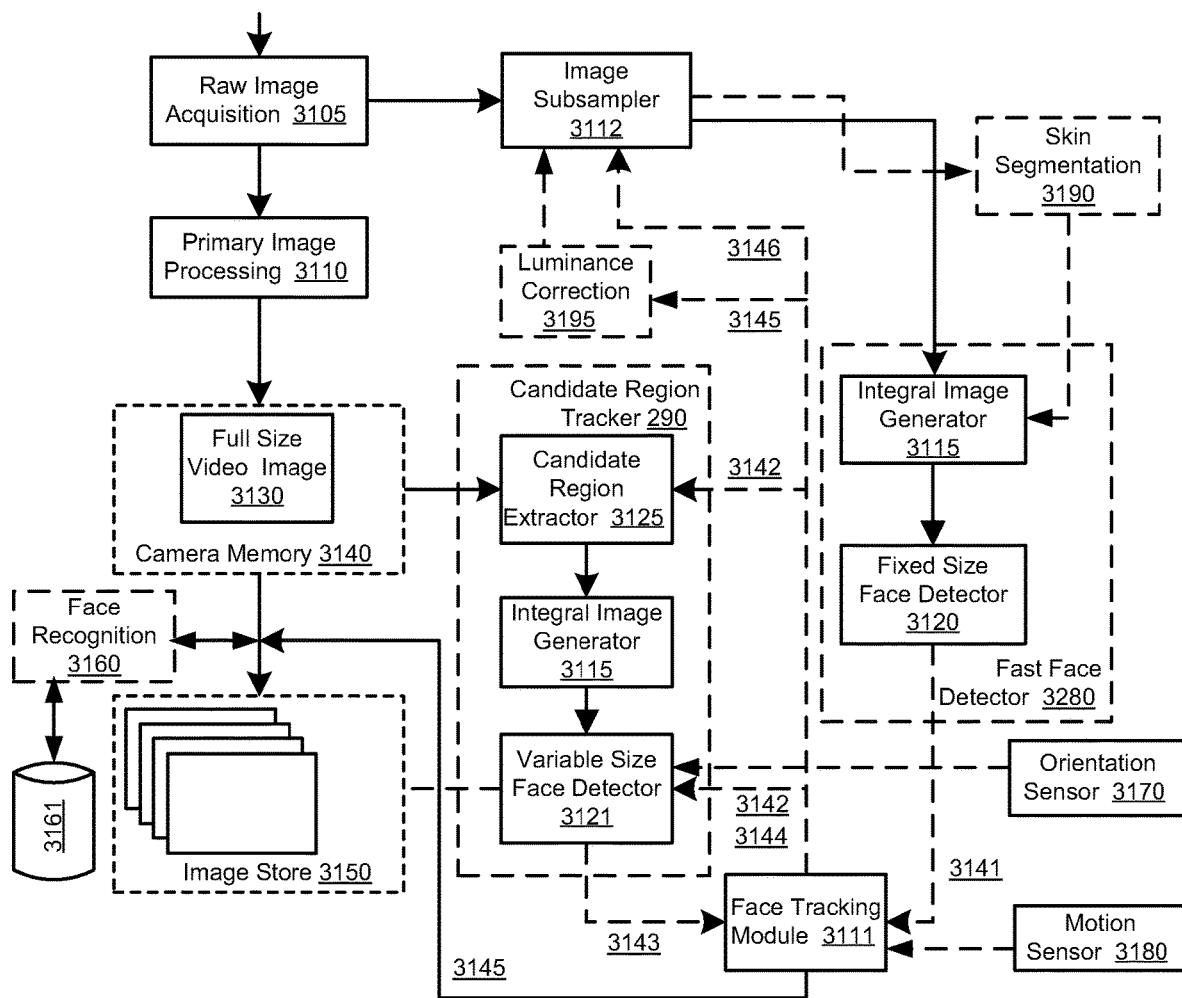 Raw Image
Acquisition 3105
Image
Subsampler
3112
Skin
Segmentation
3190
Primary Image
Processing 3110
Luminance
Correction
3195
3146
3145
Candidate Region
Tracker 290
Integral Image
Generator
3115
Full Size
Video Image
3130
Camera Memory 3140
Candidate
Region
Extractor 3125
3142
Fixed Size
Face Detector
3120
Fast Face
Detector 3280
Face
Recognition
3160
Integral Image
Generator
3115
3161
Image Store 3150
Variable Size
Face Detector
3121
3142
3144
Orientation
Sensor 3170
3141
3143
Face Tracking
Module 3111
Motion
Sensor 3180
3145